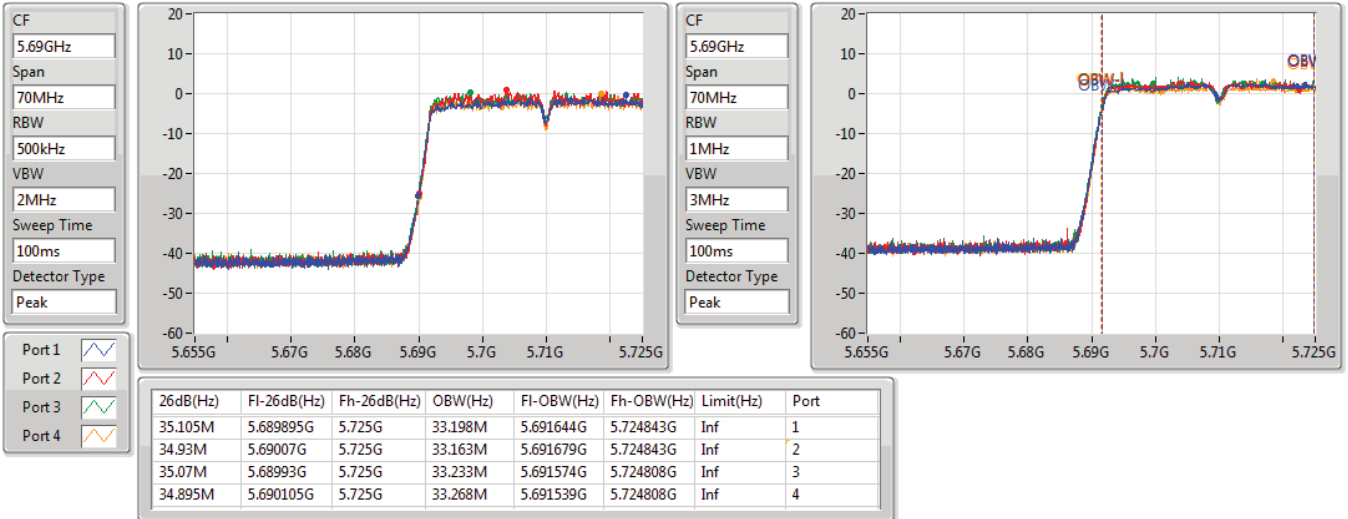 CF
5.69GHz
Span
70MHz
RBW
500kHz
VBW
2MHz
Sweep Time
100ms
Detector Type
Peak
20
10
0
-10
-20
-30
-40
-50
-60
5.655G 5.67G 5.68G 5.69G 5.7G 5.71G 5.725G
CF
5.69GHz
Span
70MHz
RBW
1MHz
VBW
3MHz
Sweep Time
100ms
Detector Type
Peak
20
10
0
-10
-20
-30
-40
-50
-60
5.655G 5.67G 5.68G 5.69G 5.7G 5.71G 5.725G
Port 1
Port 2
Port 3
Port 4
26dB(Hz) Fl-26dB(Hz) Fh-26dB(Hz) OBW(Hz) Fl-OBW(Hz) Fh-OBW(Hz) Limit(Hz) Port
35.105M 5.689895G 5.725G 33.198M 5.691644G 5.724843G Inf 1
34.93M 5.69007G 5.725G 33.163M 5.691679G 5.724843G Inf 2
35.07M 5.68993G 5.725G 33.233M 5.691574G 5.724808G Inf 3
34.895M 5.690105G 5.725G 33.268M 5.691539G 5.724808G Inf 4